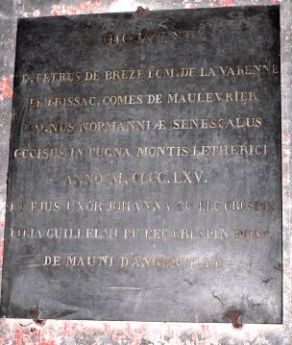 HIC JACENT
D. PETRUS DE BREZE DOM. DE LA VARENNE
ET BRISSAC, COMES DE MAULEVRIER
MAGNUS NORMANNIÆ SENESCALUS
OCCISUS IN PUGNA MONTIS LETHERICI
ANNO M. CCCC. LXV.
ET EJUS UXOR JOHANNA DU BEC CRESPIN
FILIA GUILLELMI DU BEC CRESPIN
DE MAUNI D'ANGERVILLE